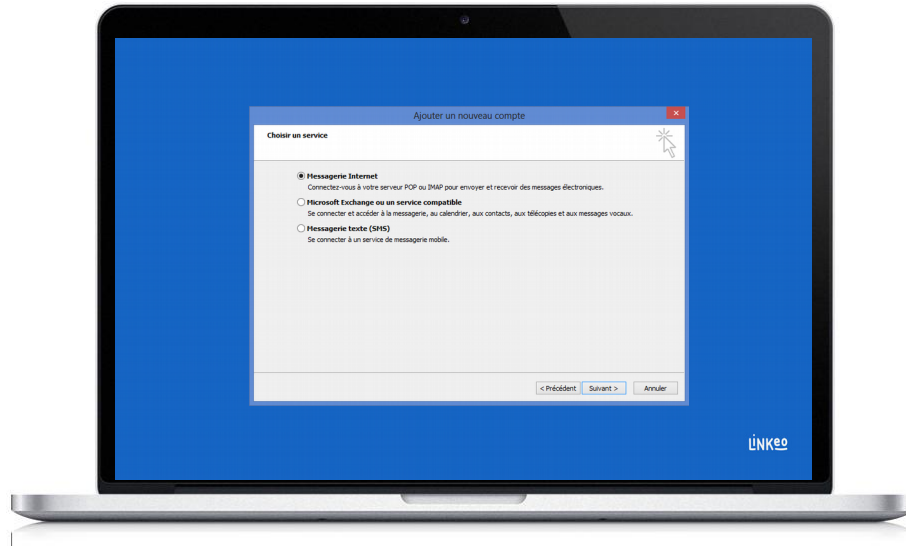 Ajouter un nouveau compte
Choisir un service
Messagerie Internet
Connectez-vous à votre serveur POP ou IMAP pour envoyer et recevoir des messages électroniques.
Microsoft Exchange ou un service compatible
Se connecter et accéder à la messagerie, au calendrier, aux contacts, aux télécopies et aux messages vocaux.
Messagerie texte (SMS)
Se connecter à un service de messagerie mobile.
< Précédent Suivant > Annuler
LiNKeo